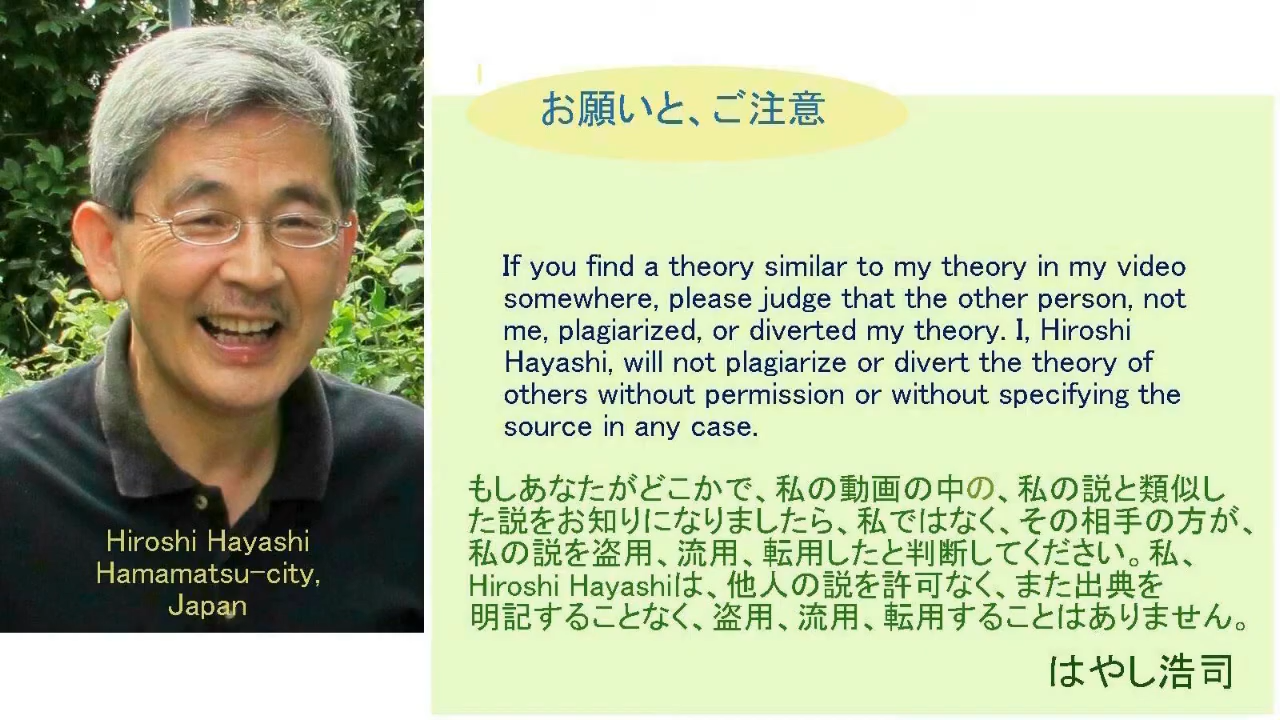 お願いと、ご注意
If you find a theory similar to my theory in my video
somewhere, please judge that the other person, not
me, plagiarized, or diverted my theory. I, Hiroshi
Hayashi, will not plagiarize or divert the theory of
others without permission or without specifying the
source in any case.
もしあなたがどこかで、私の動画の中の、私の説と類似し
た説をお知りになりましたら、私ではなく、その相手の方が、
私の説を盗用、流用、転用したと判断してください。私、
Hiroshi Hayashiは、他人の説を許可なく、また出典を
明記することなく、盗用、流用、転用することはありません。
はやし浩司
Hiroshi Hayashi
Hamamatsu-city,
Japan